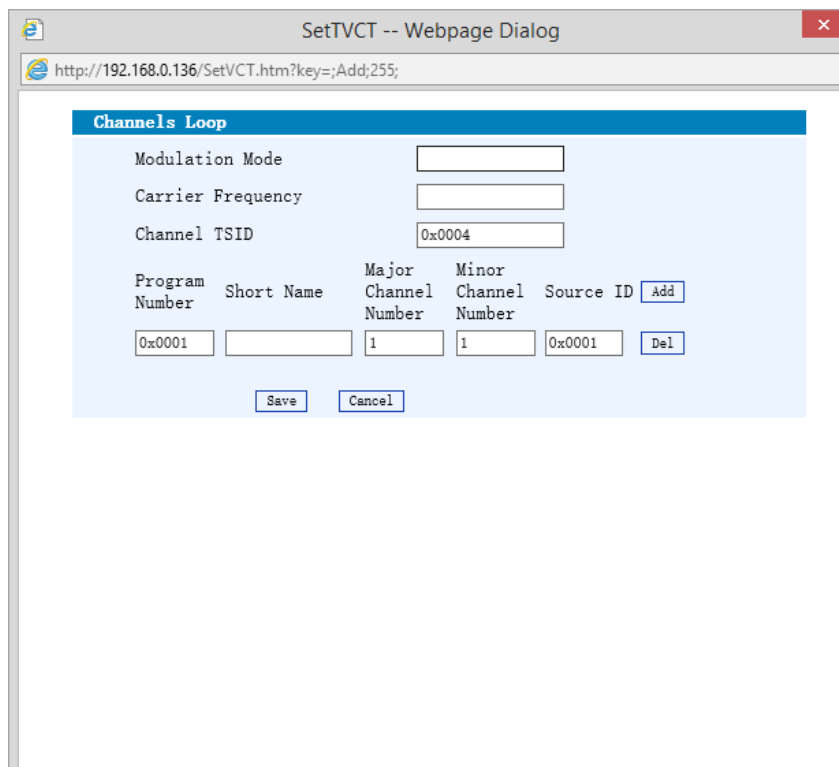 SetTVCT -- Webpage Dialog
http://192.168.0.136/SetVCT.htm?key=;Add;255;
Channels Loop
Modulation Mode
Carrier Frequency
Channel TSID 0x0004
Program Number Short Name Major Channel Number Minor Channel Number Source ID Add
0x0001 1 1 0x0001 Del
Save Cancel